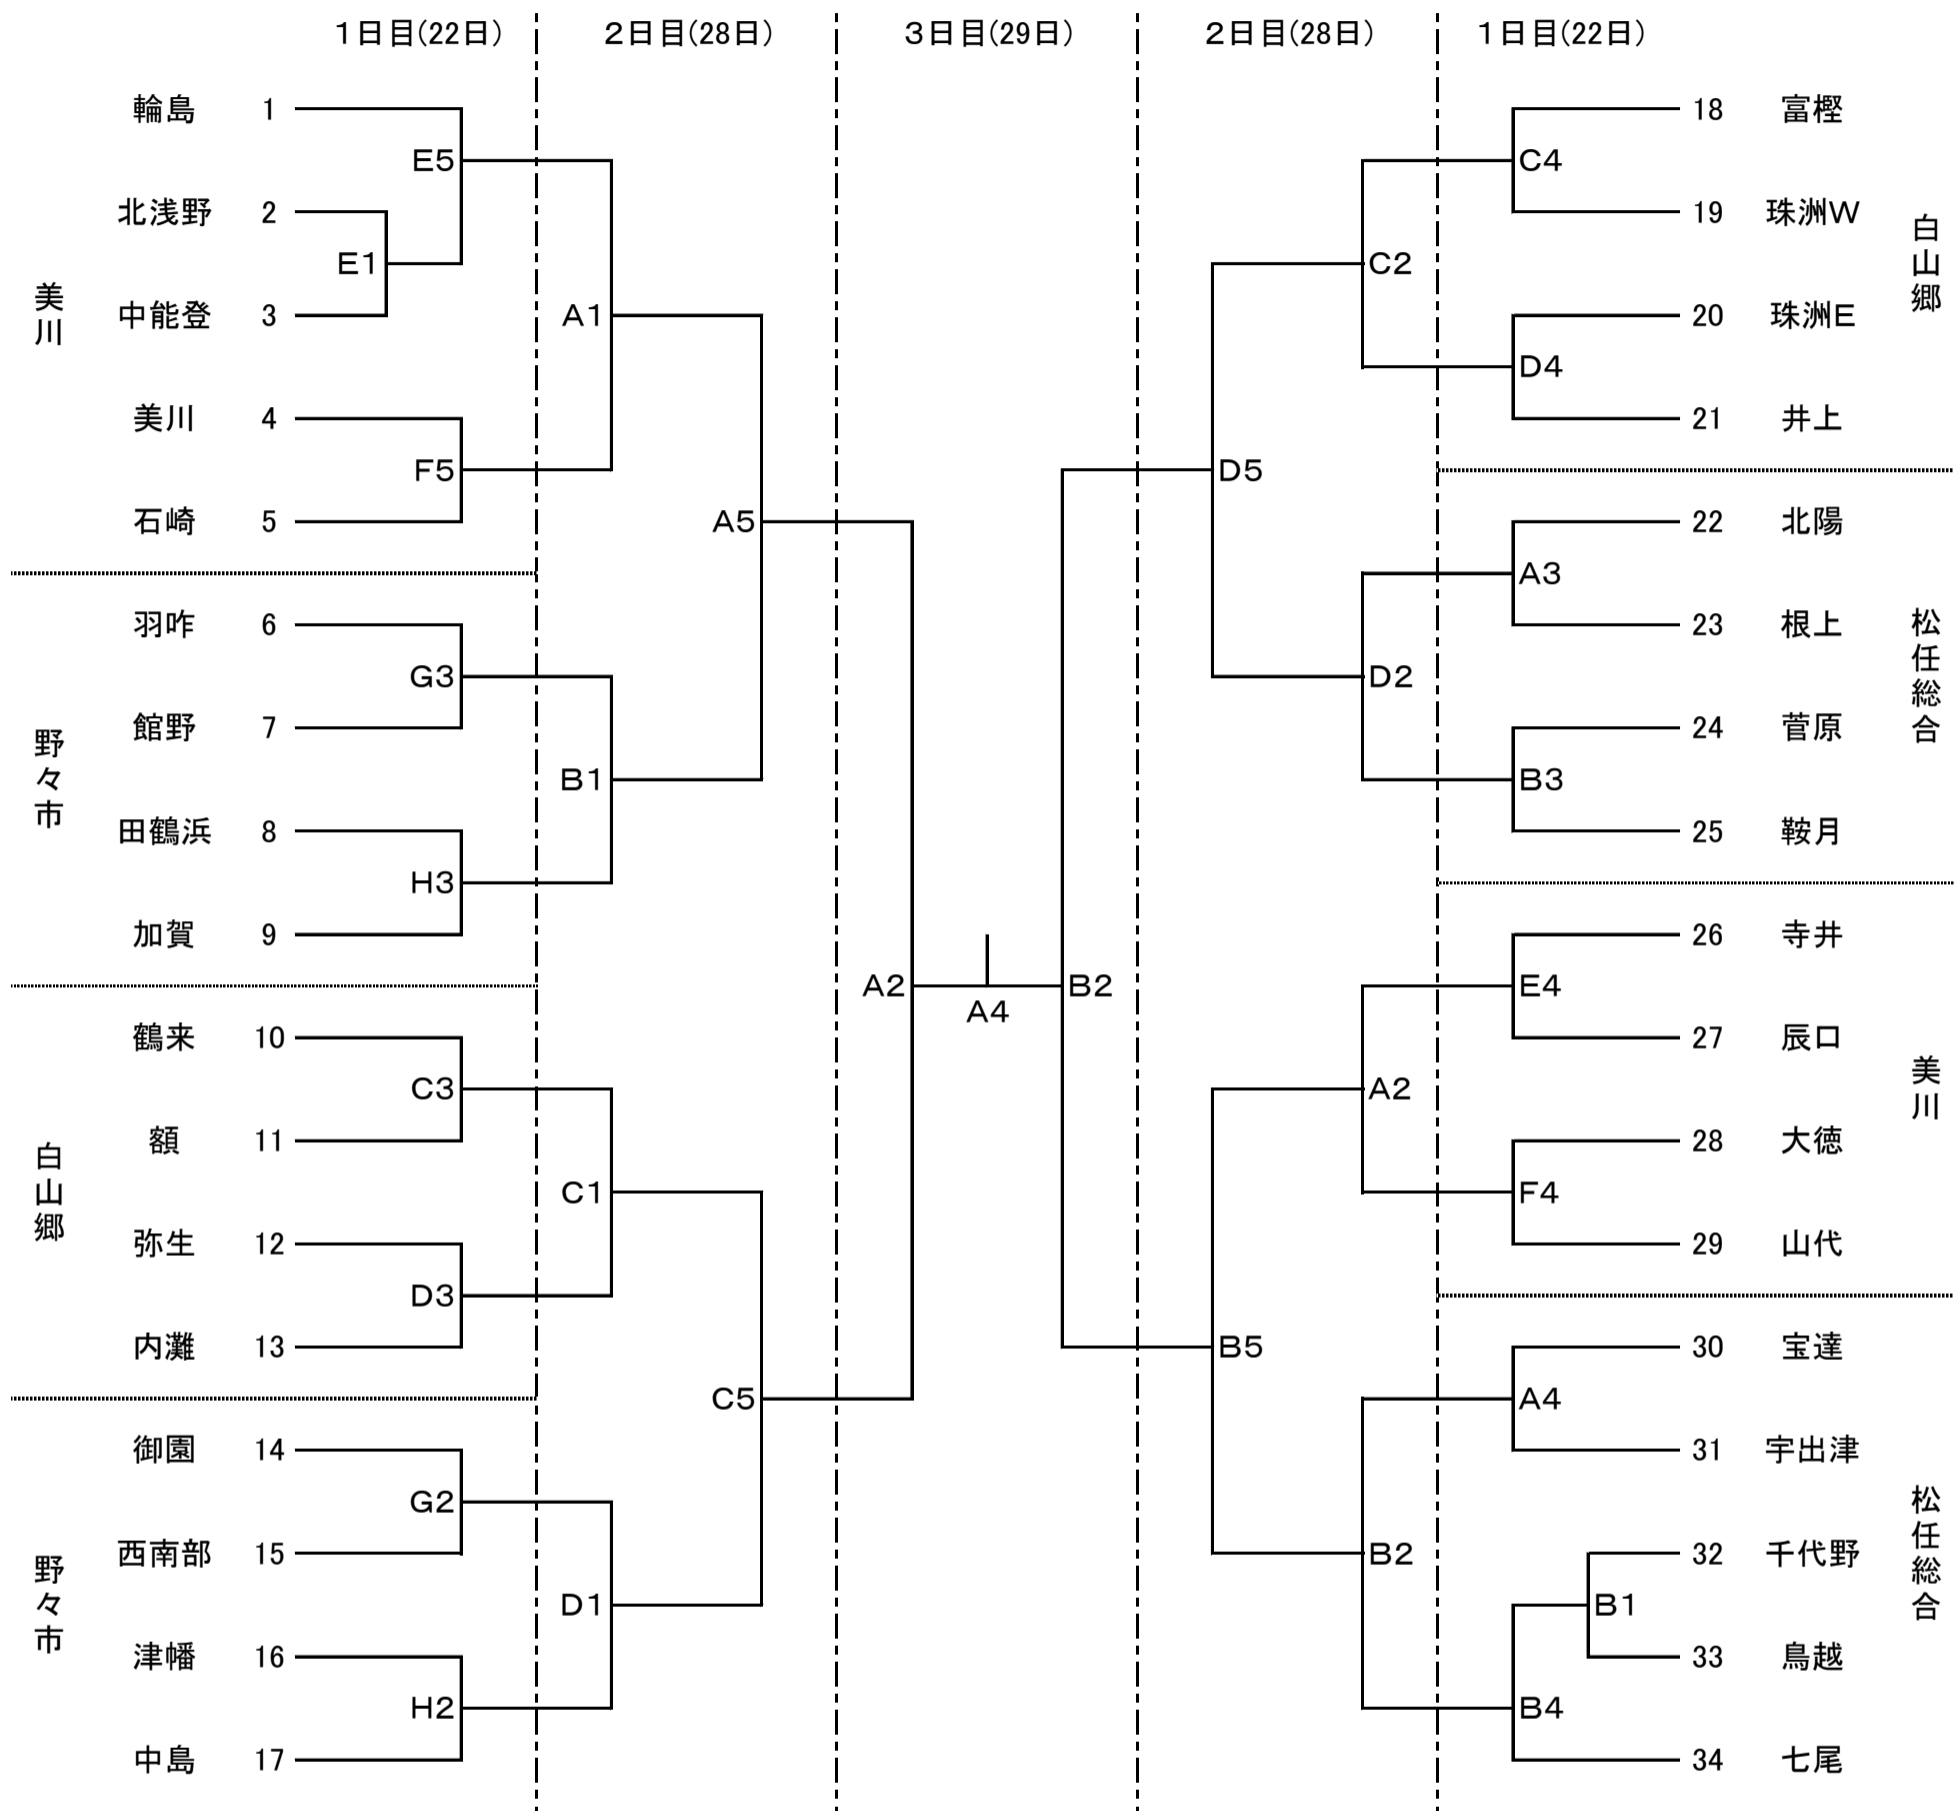 1日目(22日) 2日目(28日) 3日目(29日) 2日目(28日) 1日目(22日)
輪島 1 18 富樫
E5 C4
北浅野 2 19 珠洲W
E1 C2
中能登 3 A1 20 珠洲E
D4
美川 4 21 井上
F5 D5
石崎 5 A5 22 北陽
A3
羽咋 6 23 根上
G3 D2
館野 7 24 菅原
B1 B3
田鶴浜 8 25 鞍月
H3
加賀 9 26 寺井
A2 A4 B2 E4
鶴来 10 27 辰口
C3 A2
額 11 28 大徳
C1 F4
弥生 12 29 山代
D3
内灘 13 B5 30 宝達
C5 A4
御園 14 31 宇出津
G2
西南部 15 B2 32 千代野
D1 B1
津幡 16 33 鳥越
H2 B4
中島 17 34 七尾
美川
野々市
白山郷
野々市
白山郷
松任総合
美川
松任総合